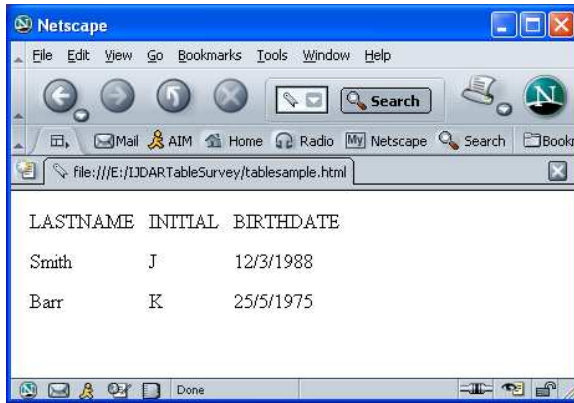 Netscape
File Edit View Go Bookmarks Tools Window Help
Search N
Mail AIM Home Radio My Netscape Search Bookr
file:///E:/IJDARTableSurvey/tablesample.html
LASTNAME INITIAL BIRTHDATE
Smith J 12/3/1988
Barr K 25/5/1975
Done